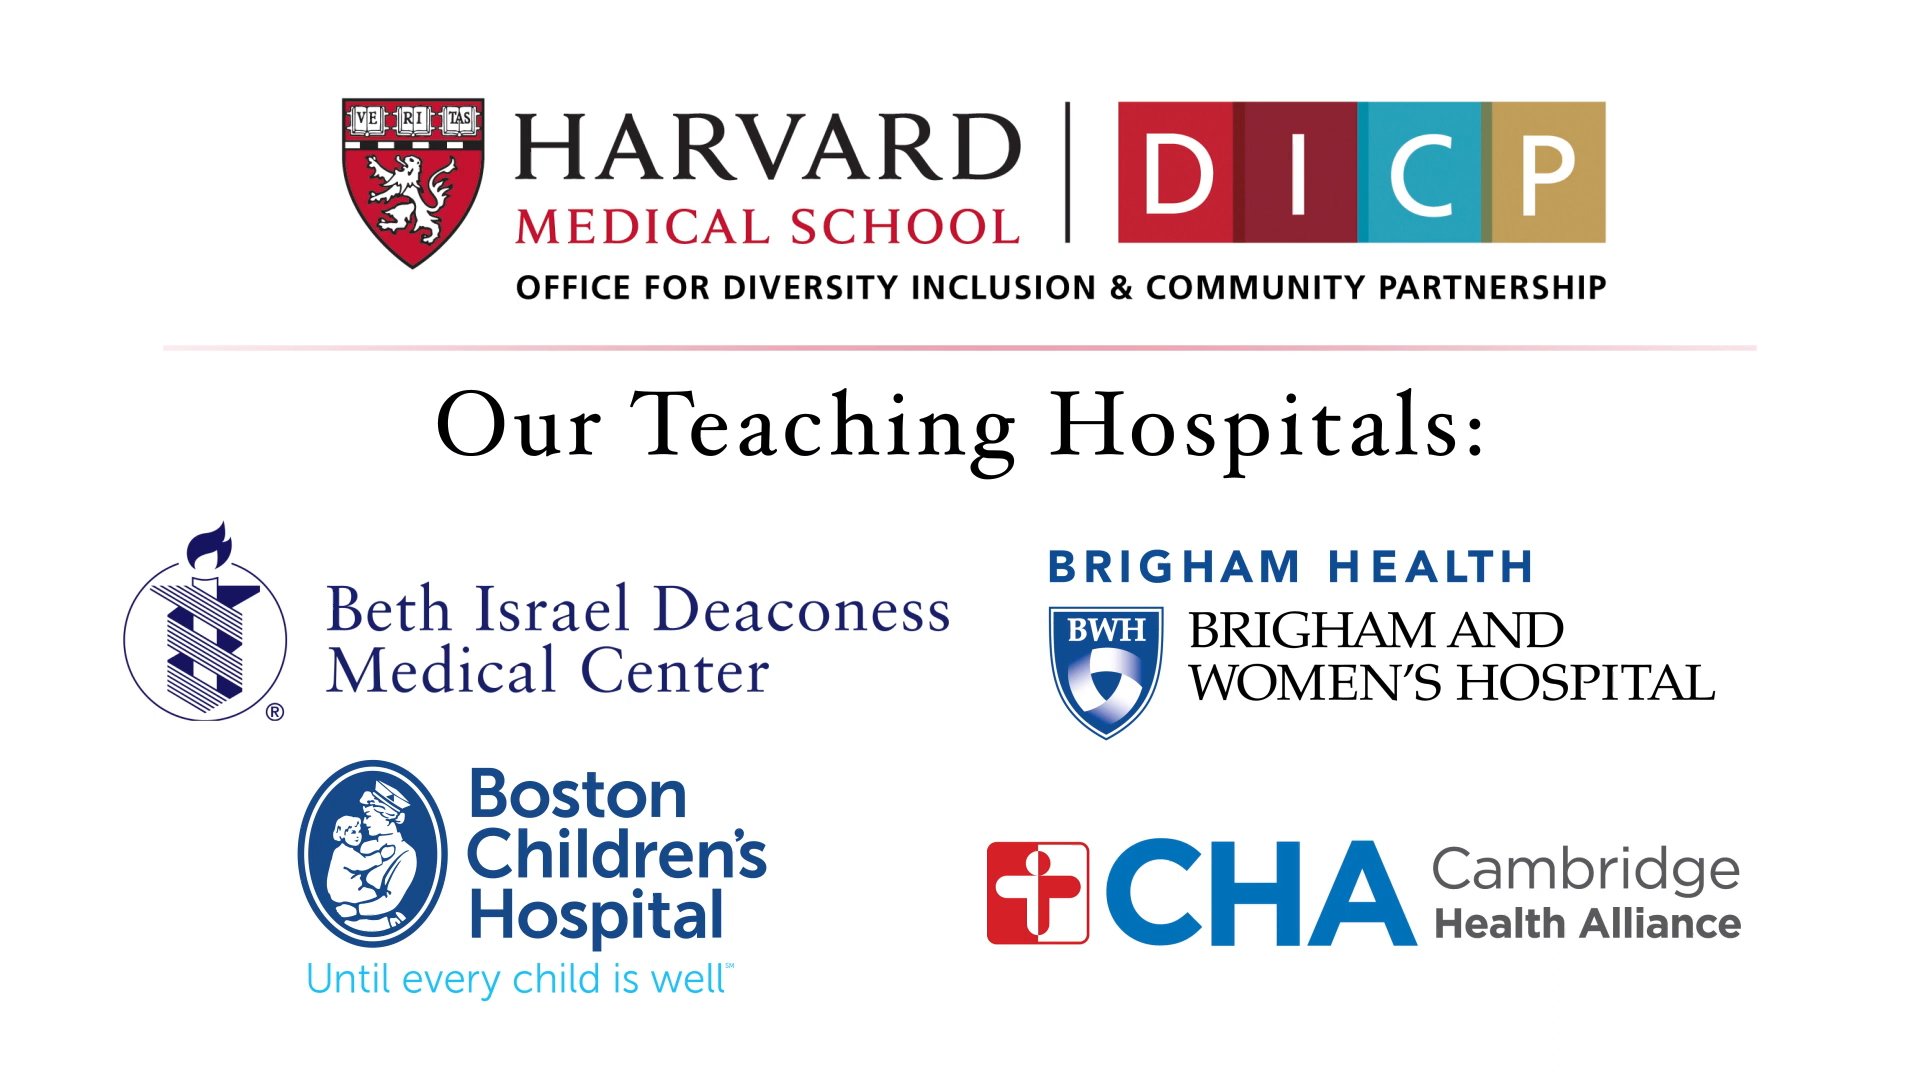 VE RI TAS
HARVARD
MEDICAL SCHOOL
DICP
OFFICE FOR DIVERSITY INCLUSION & COMMUNITY PARTNERSHIP
Our Teaching Hospitals:
Beth Israel Deaconess
Medical Center
®
BRIGHAM HEALTH
BWH
BRIGHAM AND
WOMEN'S HOSPITAL
Boston
Children's
Hospital
Until every child is well℠
CHA
Cambridge
Health Alliance